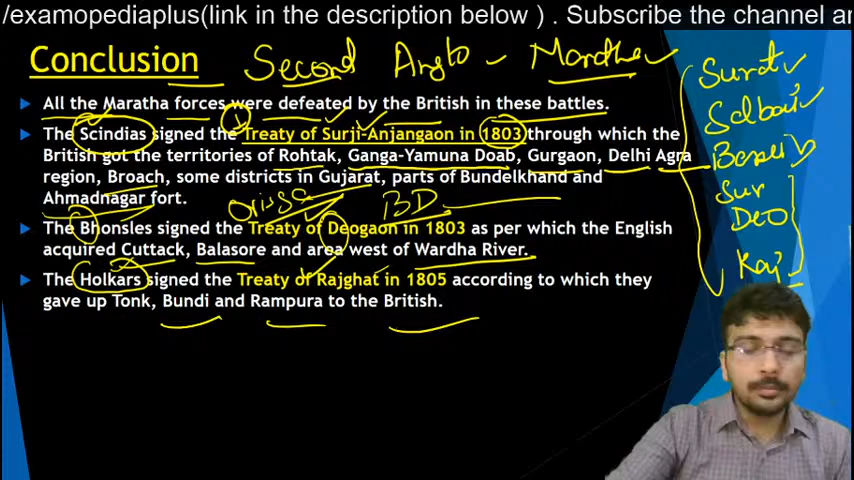 /examopediaplus(link in the description below ) . Subscribe the channel a
Conclusion Second Anglo - Maratha
All the Maratha forces were defeated by the British in these battles.
The Scindias signed the Treaty of Surji-Anjangaon in 1803 through which the
British got the territories of Rohtak, Ganga-Yamuna Doab, Gurgaon, Delhi Agra
region, Broach, some districts in Gujarat, parts of Bundelkhand and
Ahmadnagar fort.
Orissa BD
The Bhonsles signed the Treaty of Deogaon in 1803 as per which the English
acquired Cuttack, Balasore and area west of Wardha River.
The Holkars signed the Treaty of Rajghat in 1805 according to which they
gave up Tonk, Bundi and Rampura to the British.
Surat
Salbai
Sur
DEO
Raj